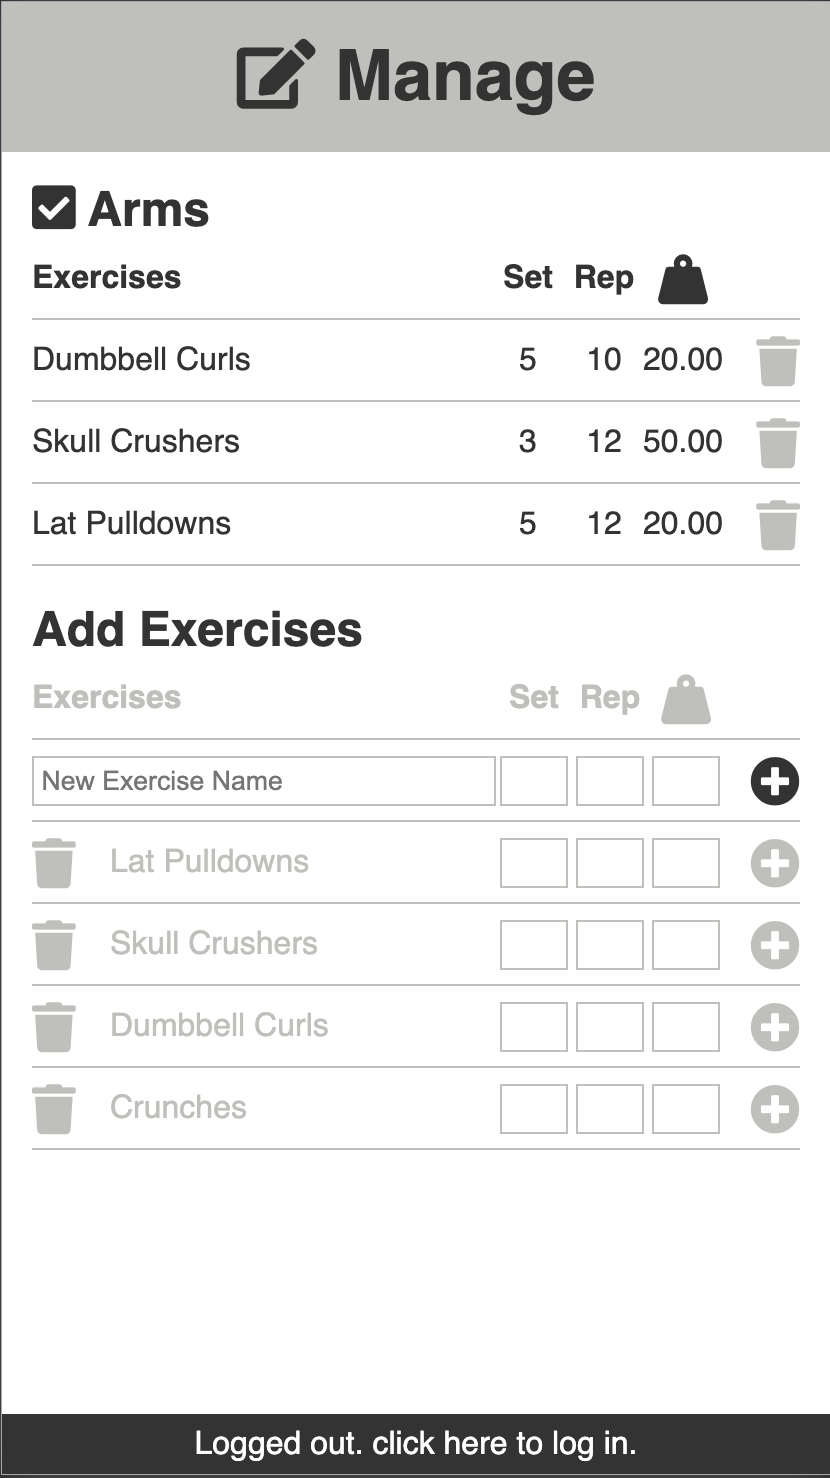 Manage
Arms
Exercises Set Rep
Dumbbell Curls 5 10 20.00
Skull Crushers 3 12 50.00
Lat Pulldowns 5 12 20.00
Add Exercises
Exercises Set Rep
New Exercise Name
Lat Pulldowns
Skull Crushers
Dumbbell Curls
Crunches
Logged out. click here to log in.